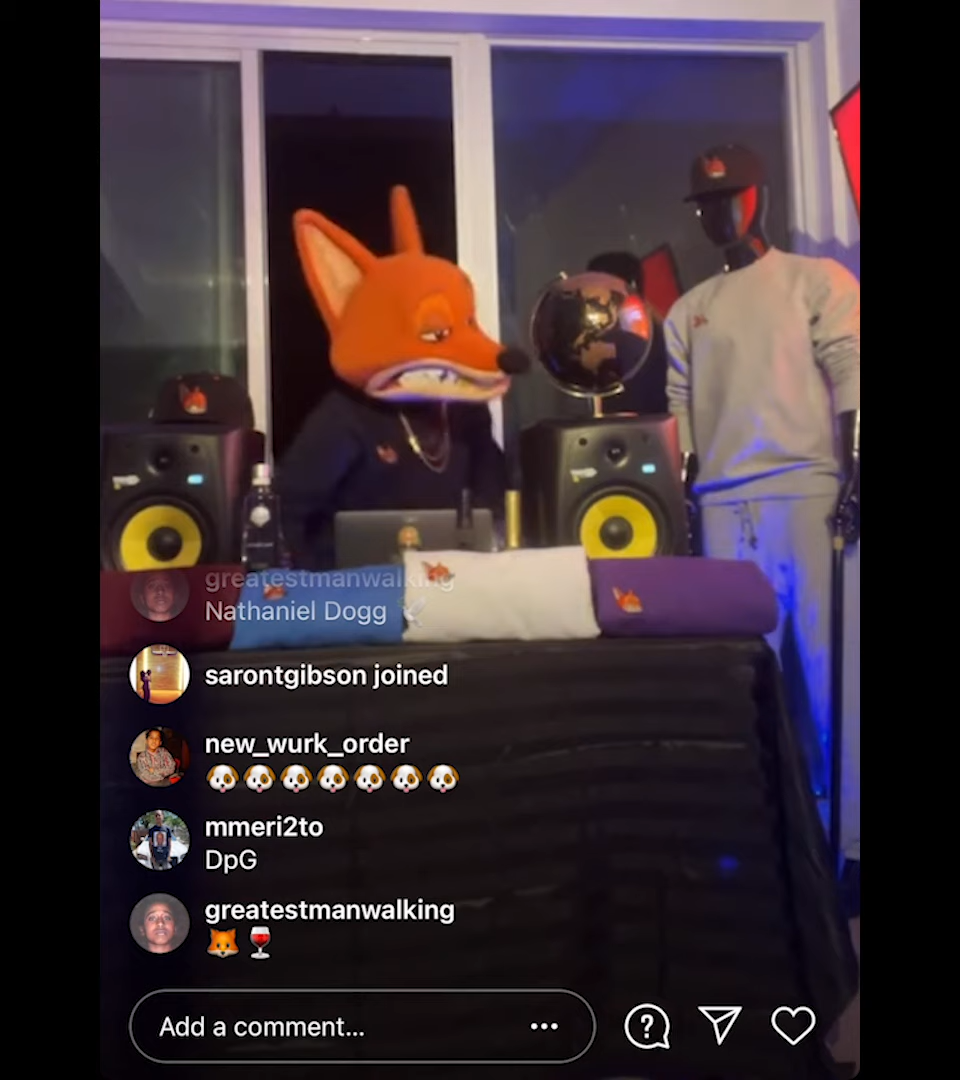 greatestmanwalking
Nathaniel Dogg 🕊️
sarontgibson joined
new_wurk_order
🐶🐶🐶🐶🐶🐶🐶
mmeri2to
DpG
greatestmanwalking
🦊🍷
Add a comment...